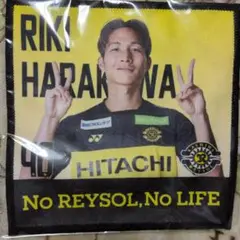 RIKI
HARAKAWA
40
HITACHI
No REYSOL, No LIFE